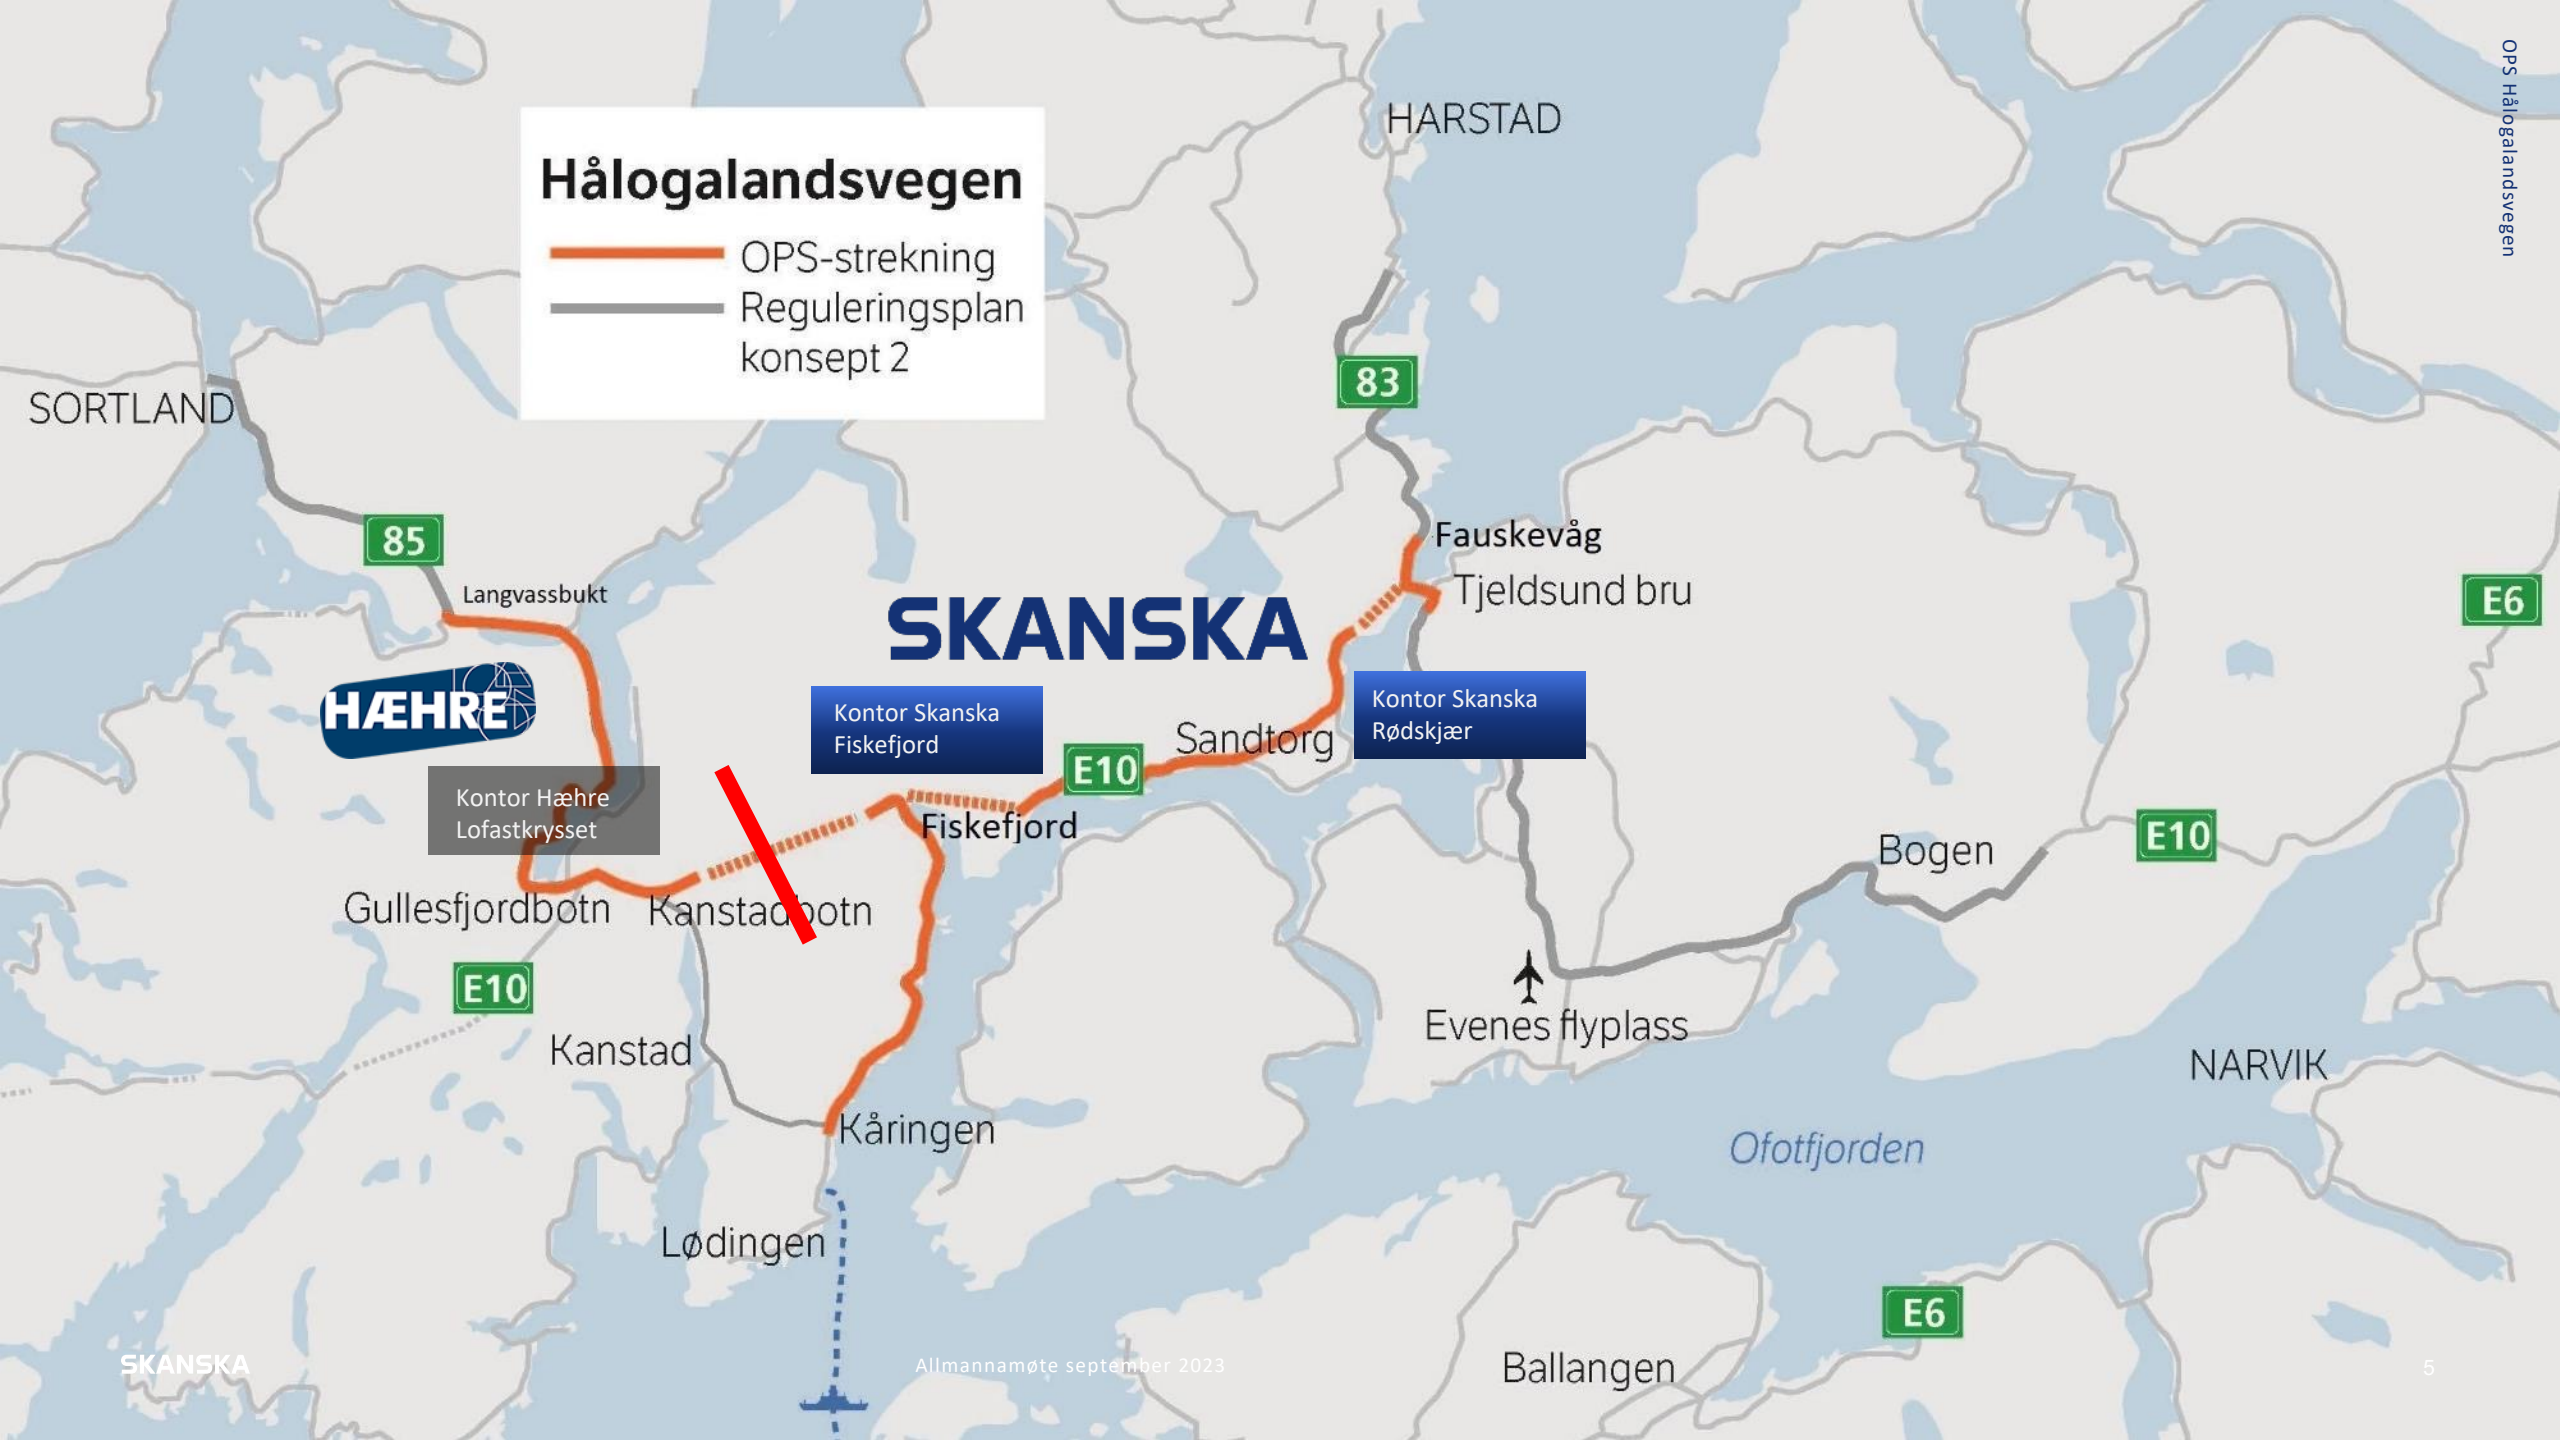 OPS Hålogalandsvegen
HARSTAD
Hålogalandsvegen
OPS-strekning
Reguleringsplan
konsept 2
83
SORTLAND
85
Fauskevåg
Langvassbukt
Tjeldsund bru
E6
SKANSKA
HÆHRE
Kontor Skanska
Rødskjær
Kontor Skanska
Fiskefjord
Sandtorg
E10
Kontor Hæhre
Lofastkrysset
Fiskefjord
E10
Bogen
Gullesfjordbotn
Kanstadbotn
E10
Evenes flyplass
Kanstad
NARVIK
Kåringen
Ofotfjorden
Lødingen
E6
SKANSKA
Allmannamøte september 2023
Ballangen
5